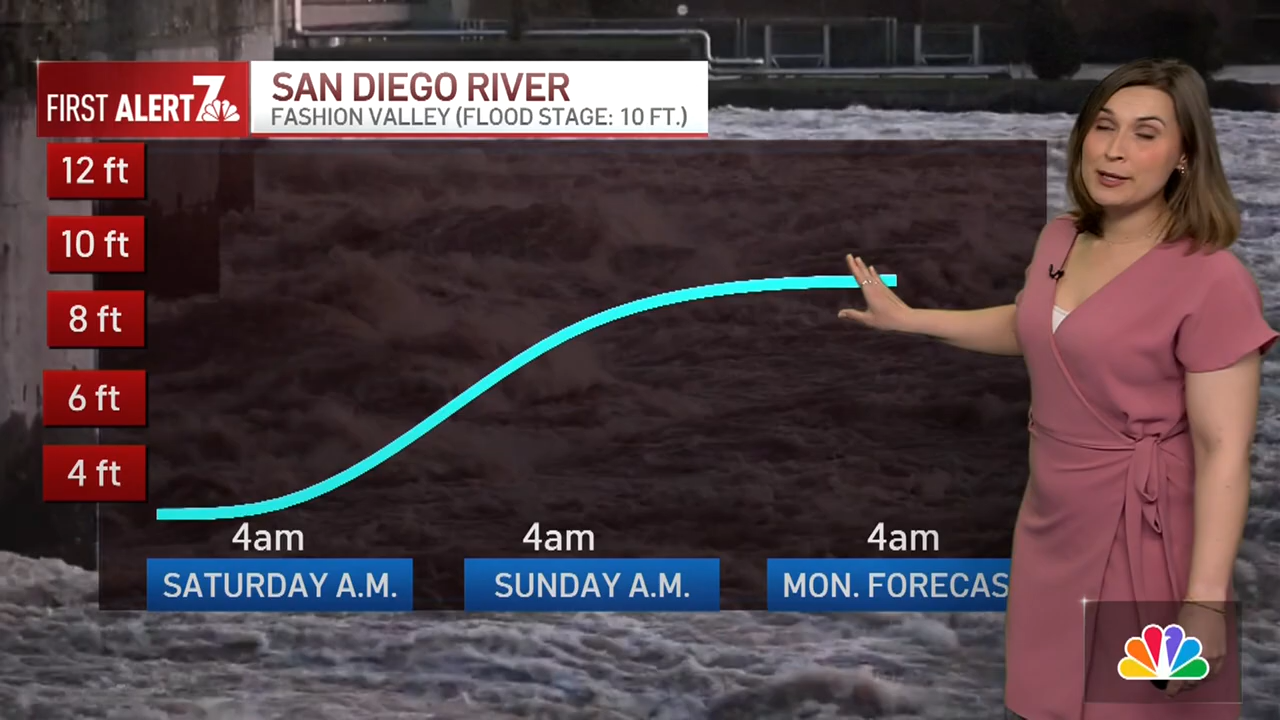 FIRST ALERT 7
SAN DIEGO RIVER
FASHION VALLEY (FLOOD STAGE: 10 FT.)
12 ft
10 ft
8 ft
6 ft
4 ft
4am
4am
4am
SATURDAY A.M.
SUNDAY A.M.
MON. FORECAS